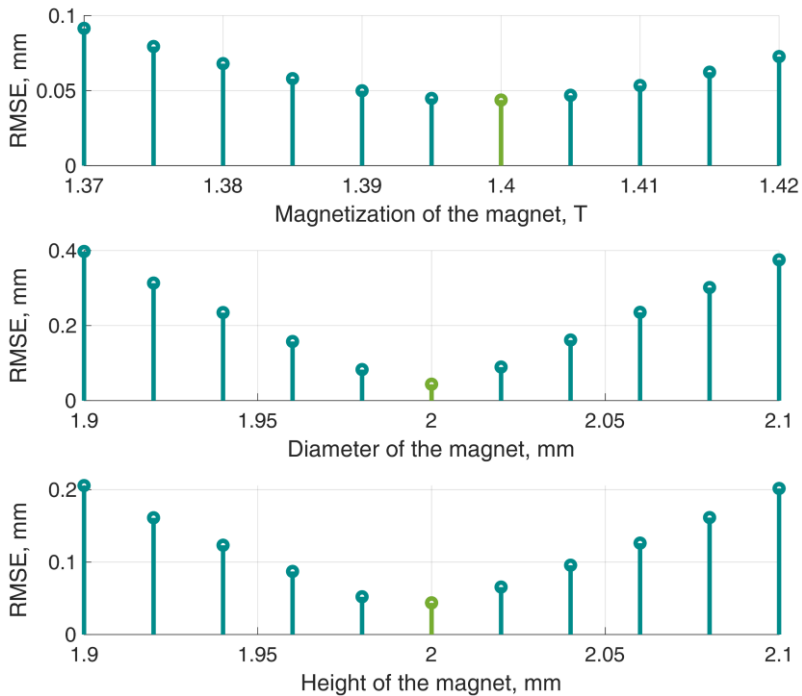 RMSE, mm
0.1
0.05
0
1.37 1.38 1.39 1.4 1.41 1.42
Magnetization of the magnet, T
RMSE, mm
0.4
0.2
0
1.9 1.95 2 2.05 2.1
Diameter of the magnet, mm
RMSE, mm
0.2
0.1
0
1.9 1.95 2 2.05 2.1
Height of the magnet, mm